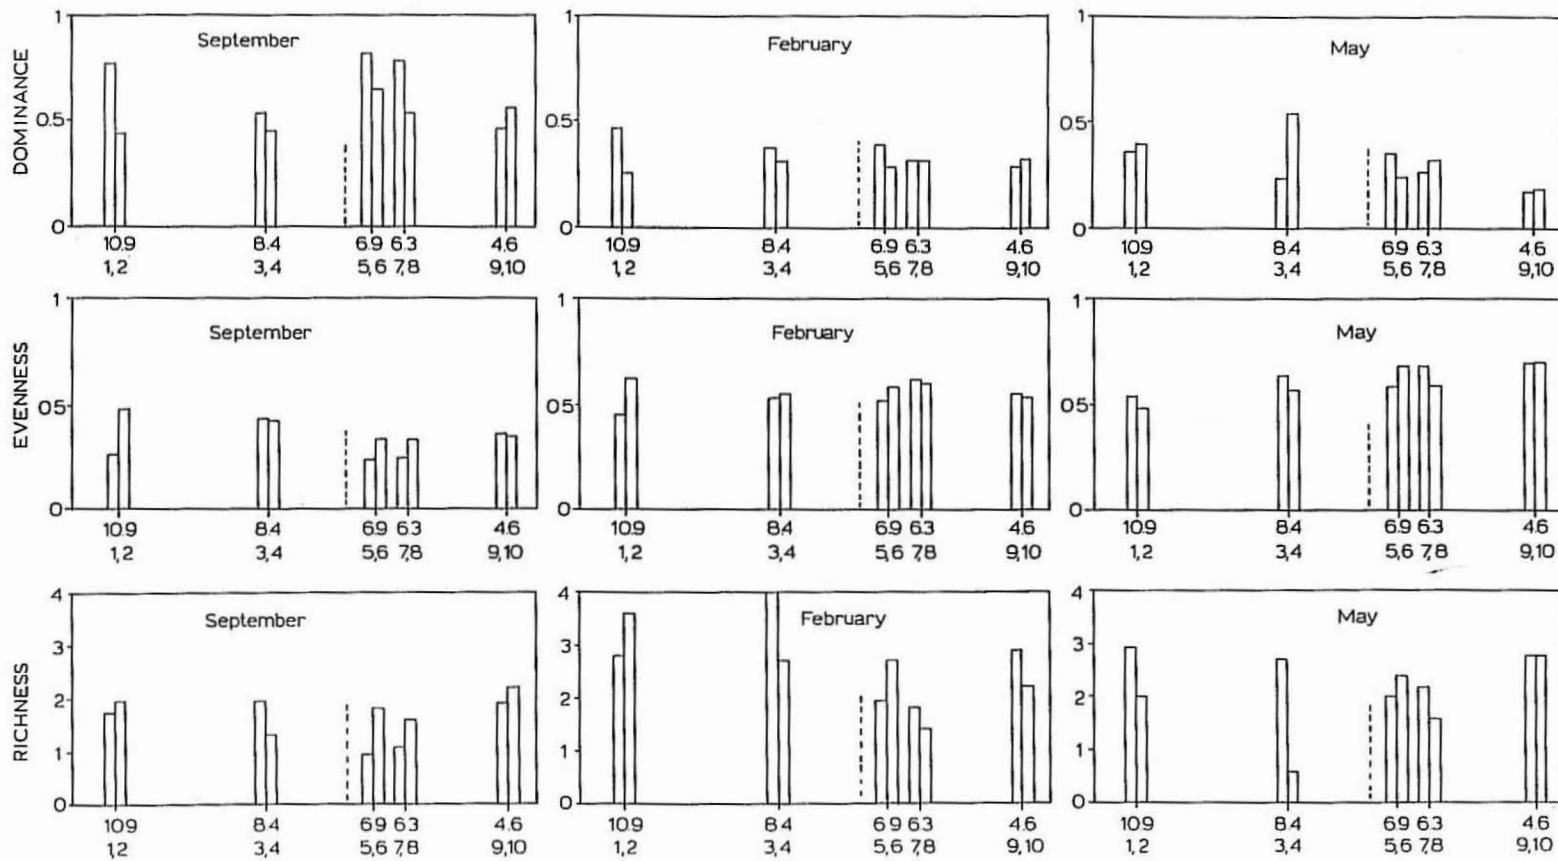 DOMINANCE
1
0.5
0
September
10.9 8.4 6.9 6.3 4.6
1,2 3,4 5,6 7,8 9,10
1
0.5
0
February
10.9 8.4 6.9 6.3 4.6
1,2 3,4 5,6 7,8 9,10
1
0.5
0
May
10.9 8.4 6.9 6.3 4.6
1,2 3,4 5,6 7,8 9,10
EVENNESS
1
0.5
0
September
10.9 8.4 6.9 6.3 4.6
1,2 3,4 5,6 7,8 9,10
1
0.5
0
February
10.9 8.4 6.9 6.3 4.6
1,2 3,4 5,6 7,8 9,10
1
0.5
0
May
10.9 8.4 6.9 6.3 4.6
1,2 3,4 5,6 7,8 9,10
RICHNESS
4
3
2
1
0
September
10.9 8.4 6.9 6.3 4.6
1,2 3,4 5,6 7,8 9,10
4
3
2
1
0
February
10.9 8.4 6.9 6.3 4.6
1,2 3,4 5,6 7,8 9,10
4
3
2
1
0
May
10.9 8.4 6.9 6.3 4.6
1,2 3,4 5,6 7,8 9,10